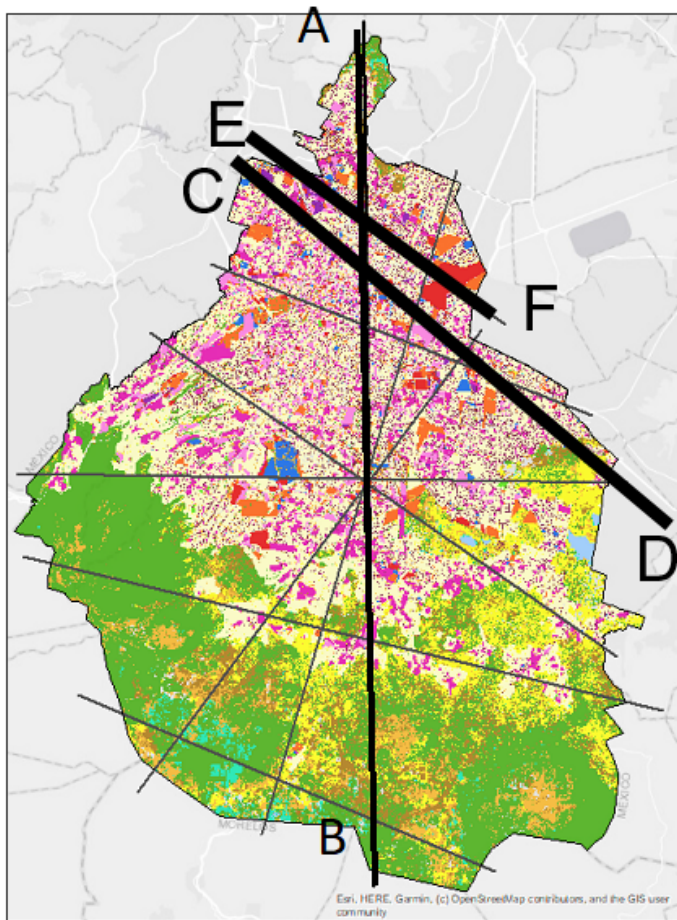 A
E
C
F
MEXICO
D
MEXICO
B
MORELOS
Esri, HERE, Garmin, (c) OpenStreetMap contributors, and the GIS user
community